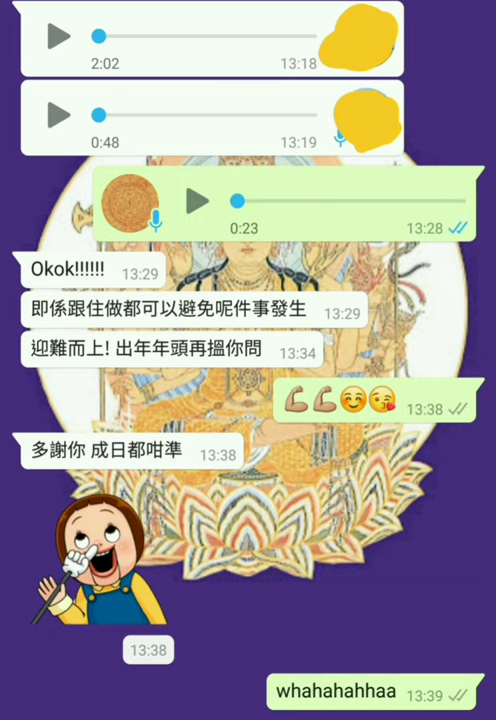 2:02 13:18
0:48 13:19
0:23 13:28
Okok!!!!!! 13:29
即係跟住做都可以避免呢件事發生 13:29
迎難而上! 出年年頭再搵你問 13:34
13:38
多謝你 成日都咁準 13:38
13:38
whahahahhaa 13:39